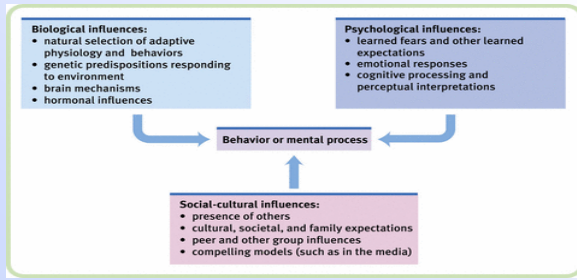 Biological influences:
• natural selection of adaptive
physiology and behaviors
• genetic predispositions responding
to environment
• brain mechanisms
• hormonal influences
Psychological influences:
• learned fears and other learned
expectations
• emotional responses
• cognitive processing and
perceptual interpretations
Behavior or mental process
Social-cultural influences:
• presence of others
• cultural, societal, and family expectations
• peer and other group influences
• compelling models (such as in the media)